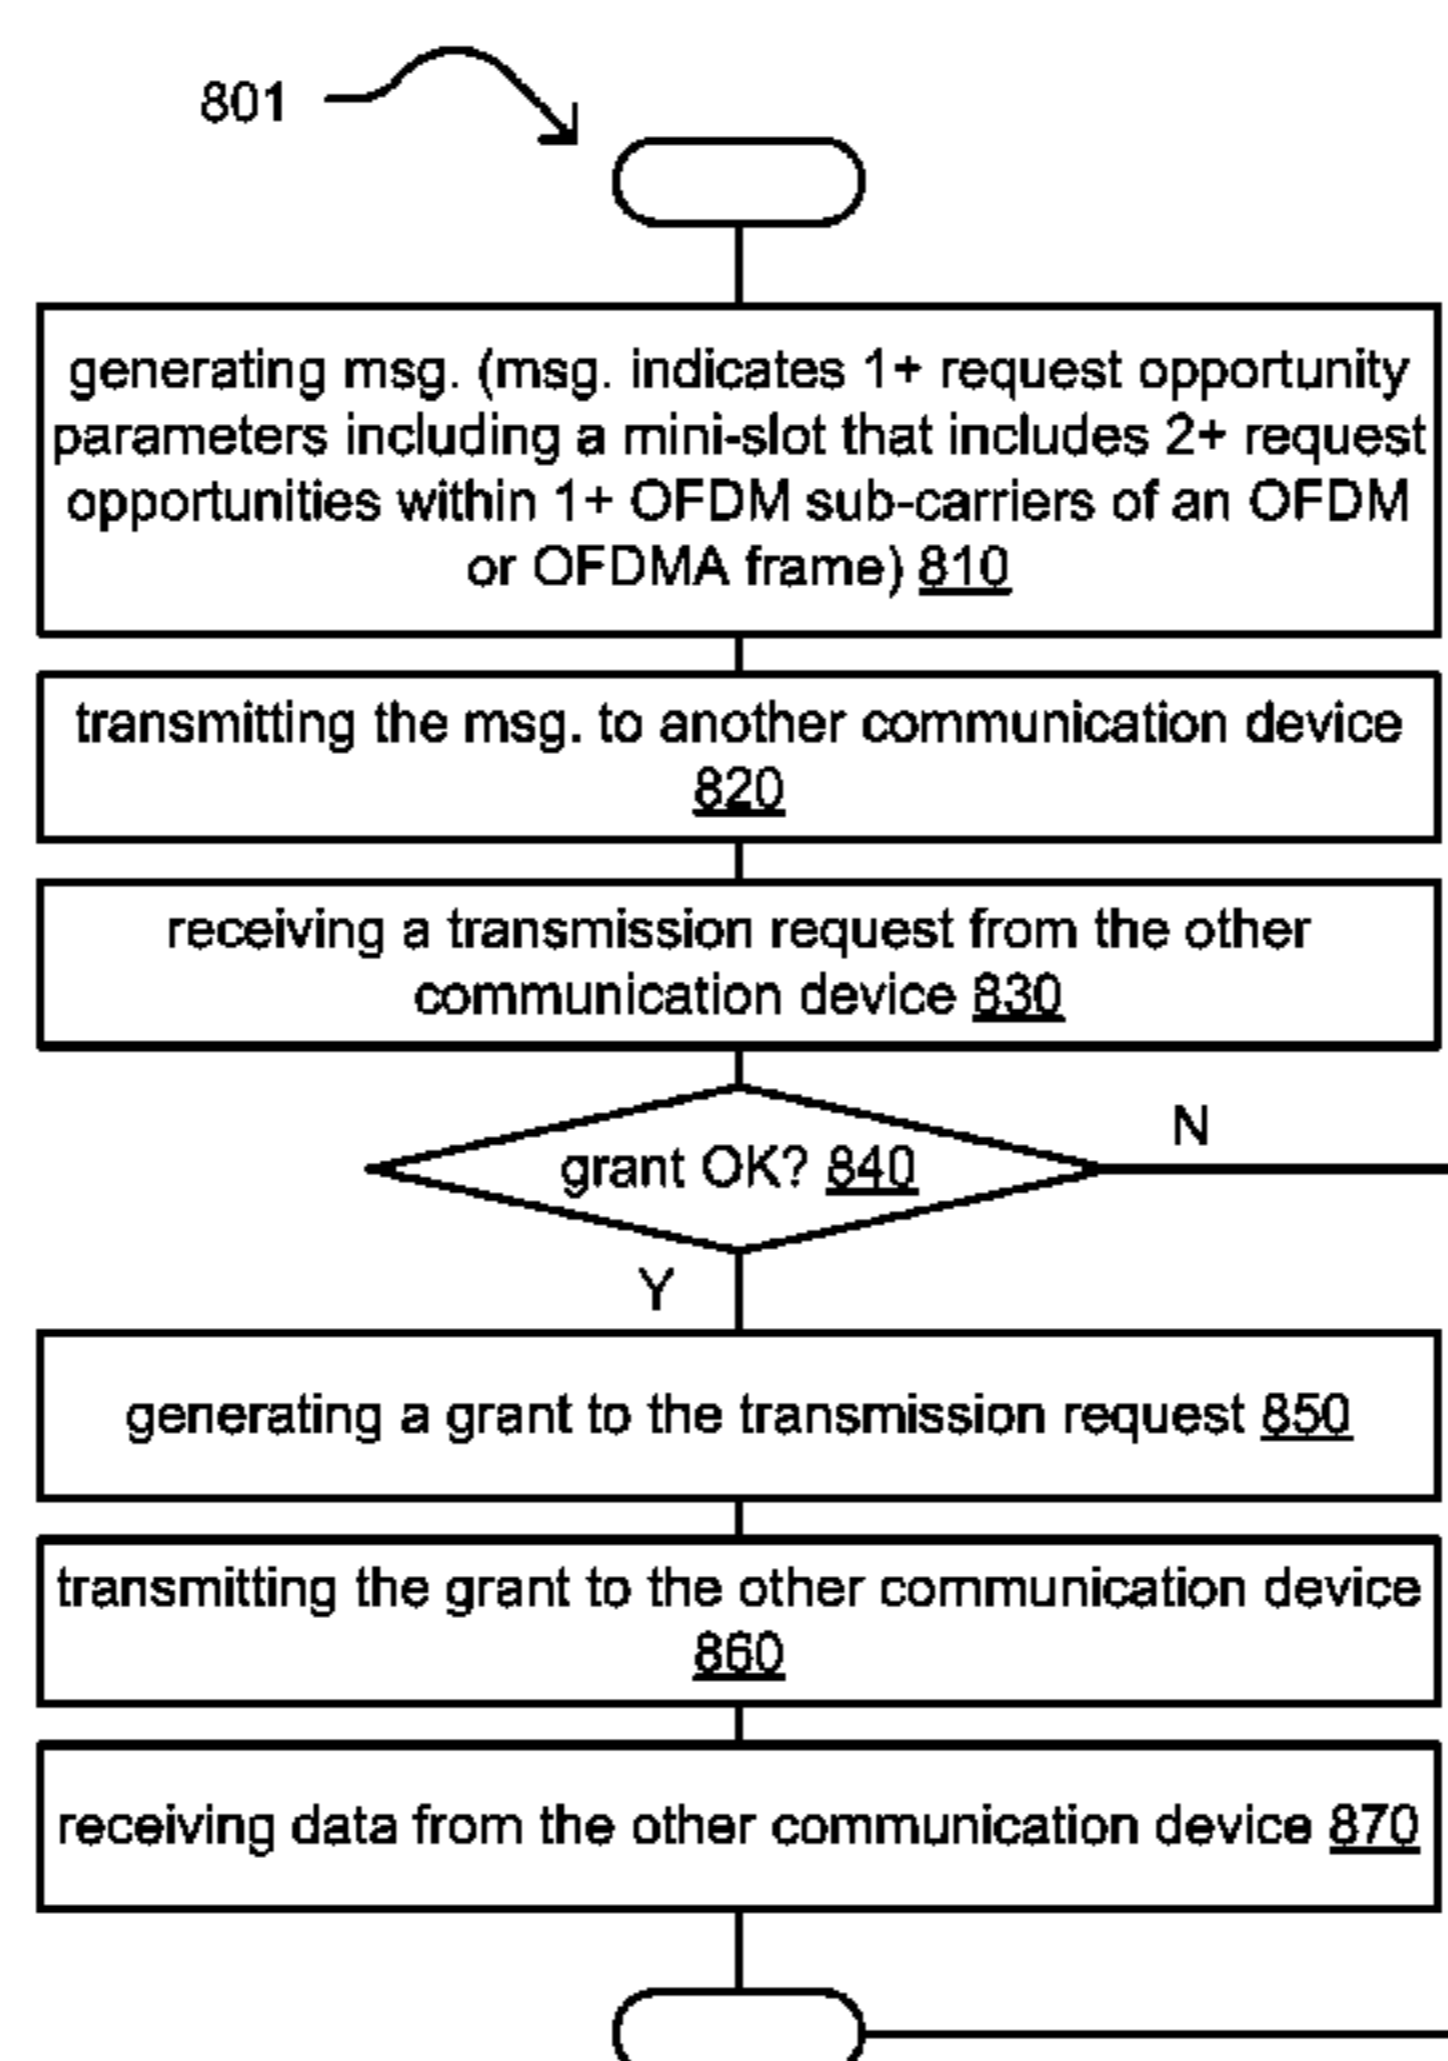 801
generating msg. (msg. indicates 1+ request opportunity
parameters including a mini-slot that includes 2+ request
opportunities within 1+ OFDM sub-carriers of an OFDM
or OFDMA frame) 810
transmitting the msg. to another communication device
820
receiving a transmission request from the other
communication device 830
N
grant OK? 840
Y
generating a grant to the transmission request 850
transmitting the grant to the other communication device
860
receiving data from the other communication device 870